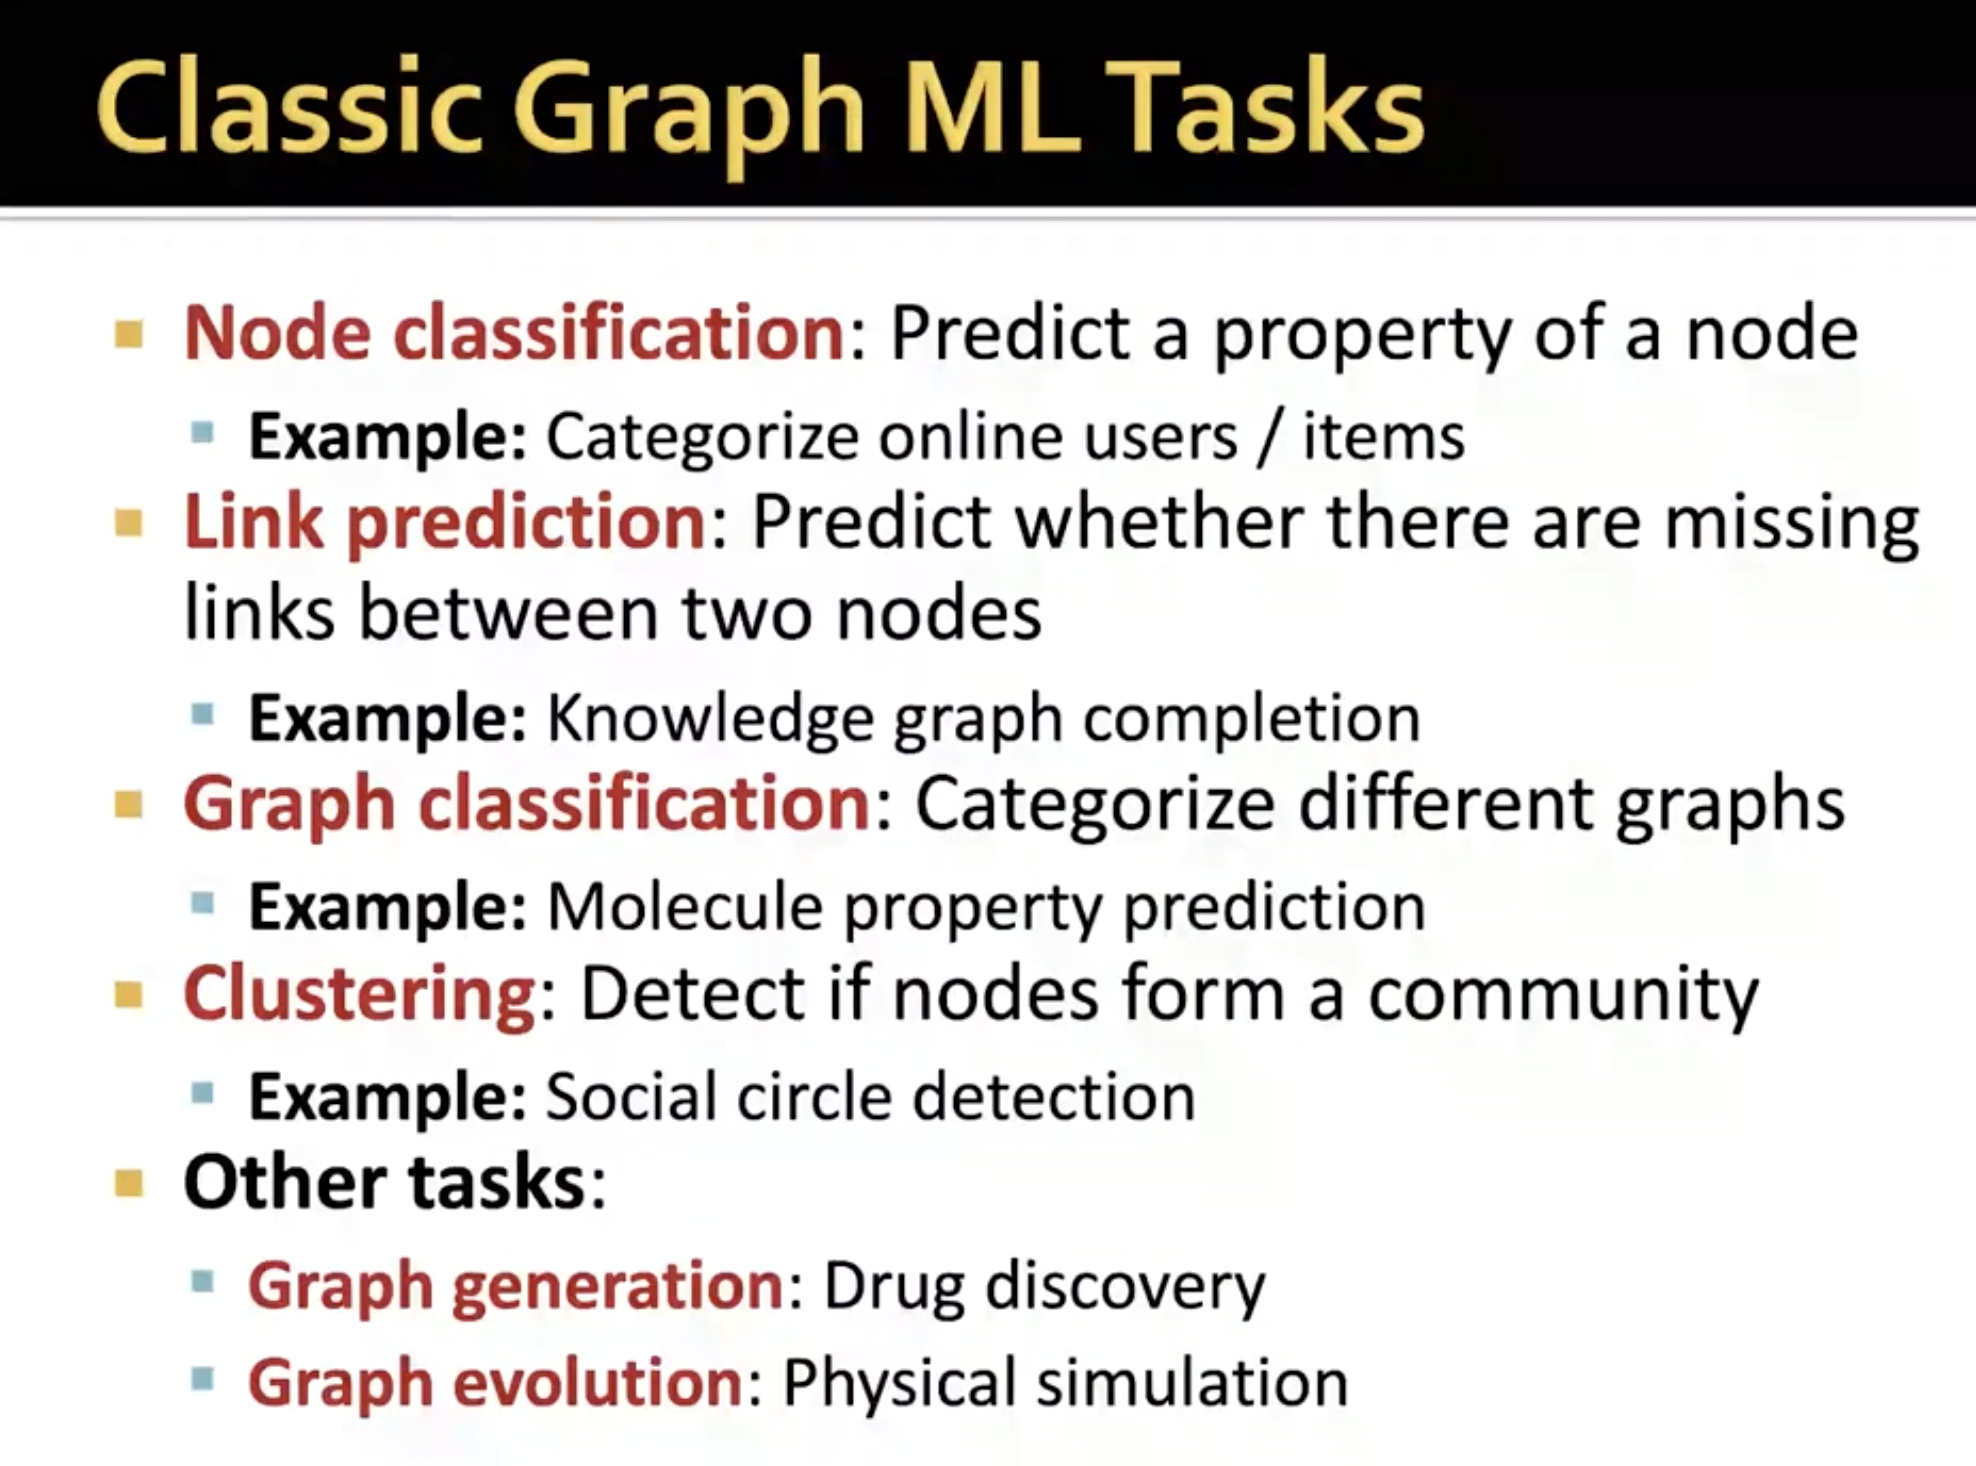 Classic Graph ML Tasks
Node classification: Predict a property of a node
Example: Categorize online users / items
Link prediction: Predict whether there are missing
links between two nodes
Example: Knowledge graph completion
Graph classification: Categorize different graphs
Example: Molecule property prediction
Clustering: Detect if nodes form a community
Example: Social circle detection
Other tasks:
Graph generation: Drug discovery
Graph evolution: Physical simulation